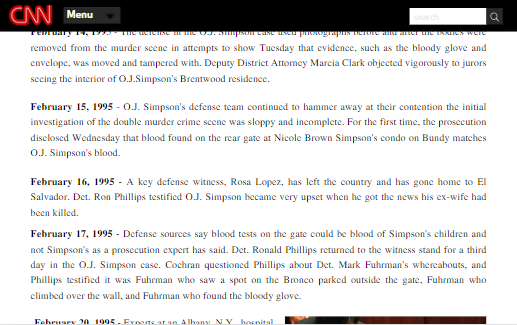 CNN Menu search
February 14, 1995 - The defense in the O.J. Simpson case used photographs before and after the bodies were
removed from the murder scene in attempts to show Tuesday that evidence, such as the bloody glove and
envelope, was moved and tampered with. Deputy District Attorney Marcia Clark objected vigorously to jurors
seeing the interior of O.J.Simpson's Brentwood residence.
February 15, 1995 - O.J. Simpson's defense team continued to hammer away at their contention the initial
investigation of the double murder crime scene was sloppy and incomplete. For the first time, the prosecution
disclosed Wednesday that blood found on the rear gate at Nicole Brown Simpson's condo on Bundy matches
O.J. Simpson's blood.
February 16, 1995 - A key defense witness, Rosa Lopez, has left the country and has gone home to El
Salvador. Det. Ron Phillips testified O.J. Simpson became very upset when he got the news his ex-wife had
been killed.
February 17, 1995 - Defense sources say blood tests on the gate could be blood of Simpson's children and
not Simpson's as a prosecution expert has said. Det. Ronald Phillips returned to the witness stand for a third
day in the O.J. Simpson case. Cochran questioned Phillips about Det. Mark Fuhrman's whereabouts, and
Phillips testified it was Fuhrman who saw a spot on the Bronco parked outside the gate, Fuhrman who
climbed over the wall, and Fuhrman who found the bloody glove.
February 20, 1995 - Experts at an Albany, N.Y., hospital